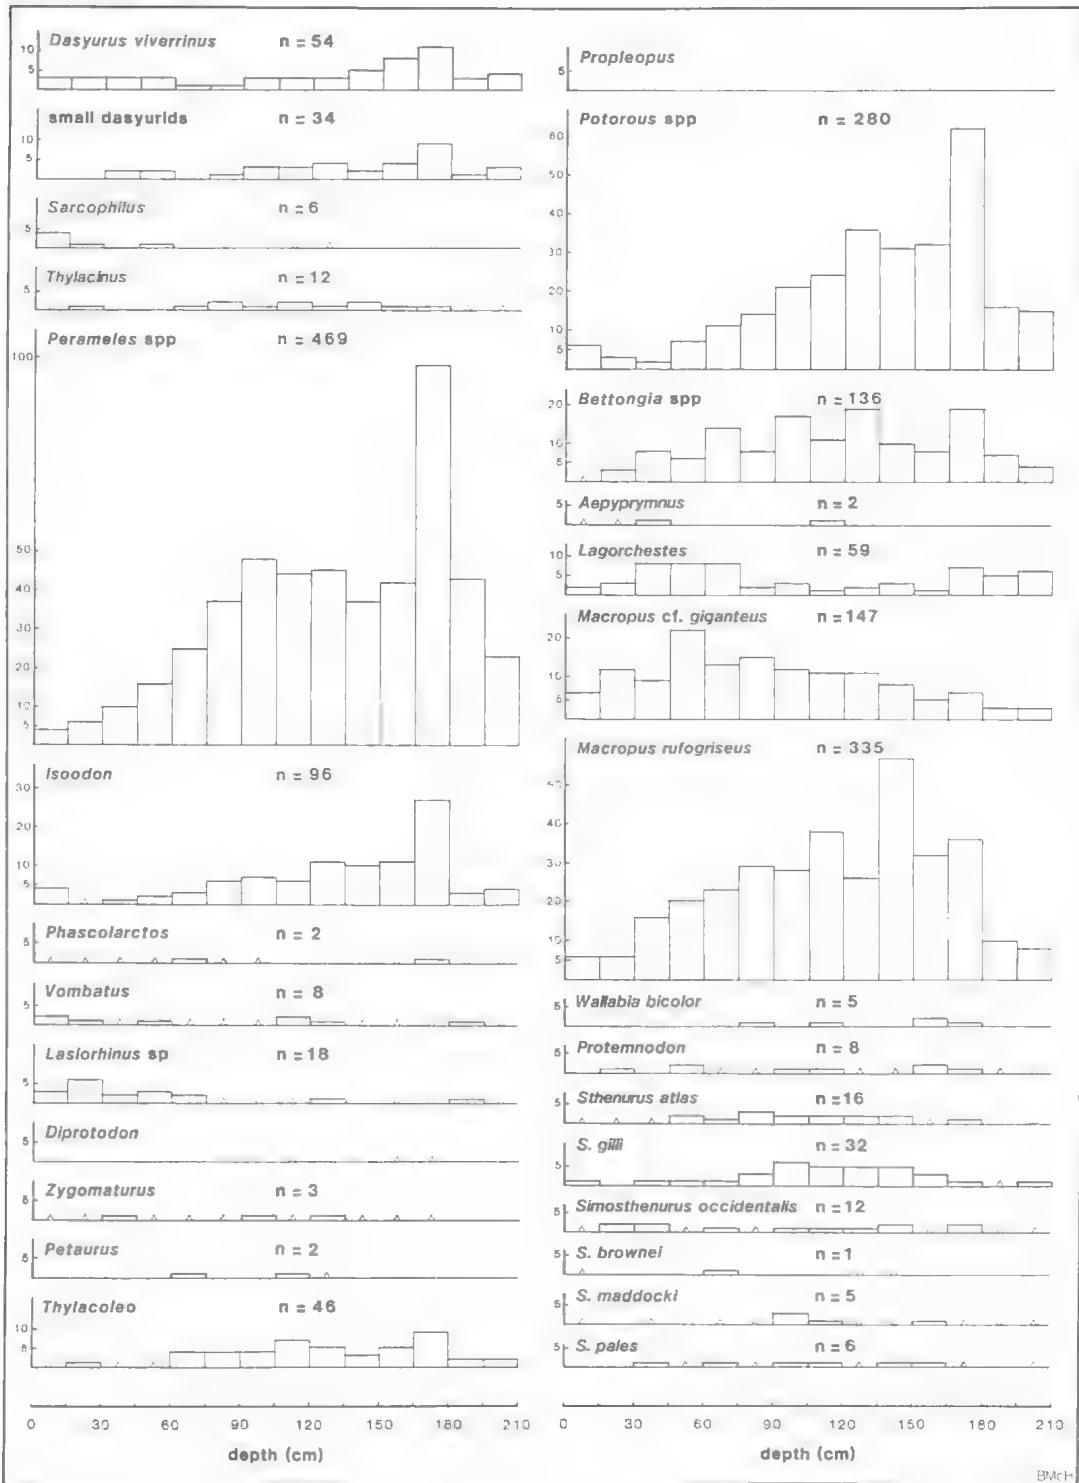 Dasyurus viverrinus n = 54
10
5
small dasyurids n = 34
10
5
Sarcophilus n = 6
5
Thylacinus n = 12
5
Perameles spp n = 469
100
50
40
30
20
10
5
Isoodon n = 96
30
20
10
5
Phascolarctos n = 2
5
Vombatus n = 8
5
Lasiorhinus sp n = 18
5
Diprotodon
5
Zygomaturus n = 3
5
Petaurus n = 2
5
Thylacoleo n = 46
10
5
0 30 60 90 120 150 180 210
depth (cm)
Propleopus
5
Potorous spp n = 280
60
50
40
30
20
10
5
Bettongia spp n = 136
20
10
5
Aepyprymnus n = 2
5
Lagorchestes n = 59
10
5
Macropus cf. giganteus n = 147
20
10
5
Macropus rufogriseus n = 335
50
40
30
20
10
5
Wallabia bicolor n = 5
5
Protemnodon n = 8
5
Sthenurus atlas n = 16
5
S. gilli n = 32
5
Simosthenurus occidentalis n = 12
5
S. brownei n = 1
5
S. maddocki n = 5
5
S. pales n = 6
5
0 30 60 90 120 150 180 210
depth (cm)
BMcH